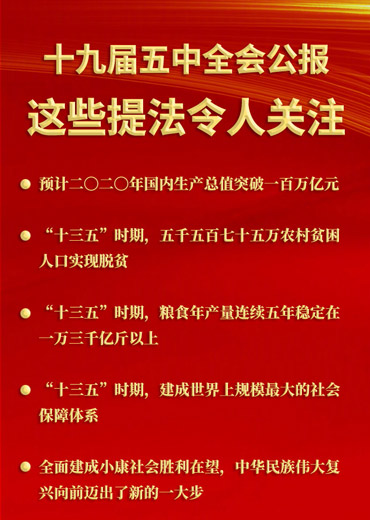 十九届五中全会公报
这些提法令人关注
预计二〇二〇年国内生产总值突破一百万亿元
“十三五”时期，五千五百七十五万农村贫困
人口实现脱贫
“十三五”时期，粮食年产量连续五年稳定在
一万三千亿斤以上
“十三五”时期，建成世界上规模最大的社会
保障体系
全面建成小康社会胜利在望，中华民族伟大复
兴向前迈出了新的一大步